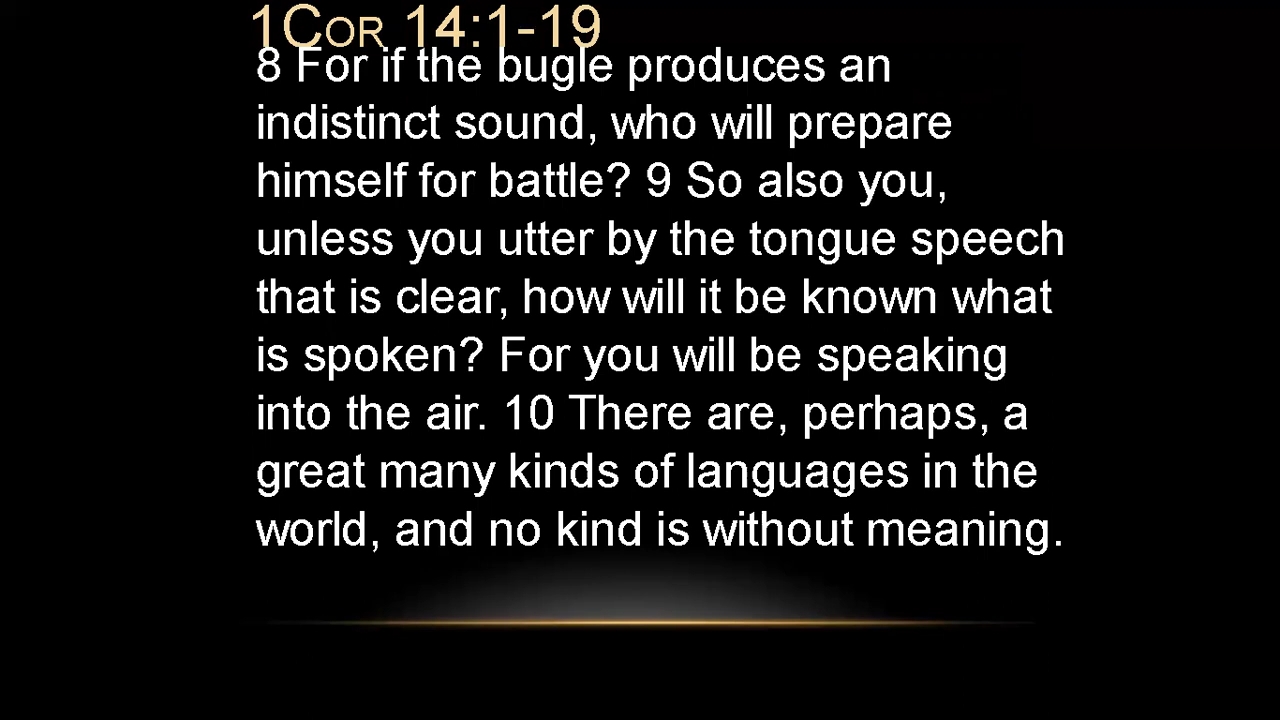 1Cor 14:1-19
8 For if the bugle produces an
indistinct sound, who will prepare
himself for battle? 9 So also you,
unless you utter by the tongue speech
that is clear, how will it be known what
is spoken? For you will be speaking
into the air. 10 There are, perhaps, a
great many kinds of languages in the
world, and no kind is without meaning.